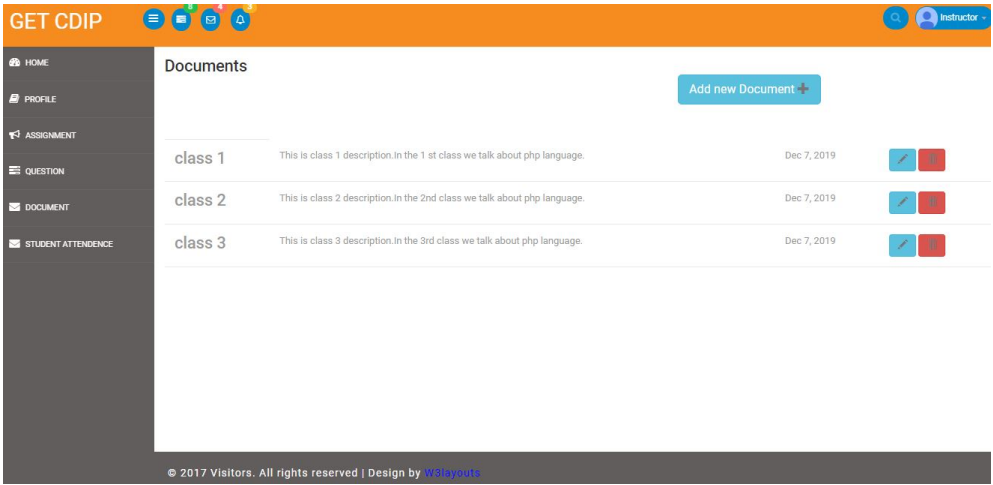 GET CDIP
8
4
3
Instructor
HOME
PROFILE
ASSIGNMENT
QUESTION
DOCUMENT
STUDENT ATTENDENCE
Documents
Add new Document
class 1 This is class 1 description.In the 1 st class we talk about php language. Dec 7, 2019
class 2 This is class 2 description.In the 2nd class we talk about php language. Dec 7, 2019
class 3 This is class 3 description.In the 3rd class we talk about php language. Dec 7, 2019
© 2017 Visitors. All rights reserved | Design by W3layouts